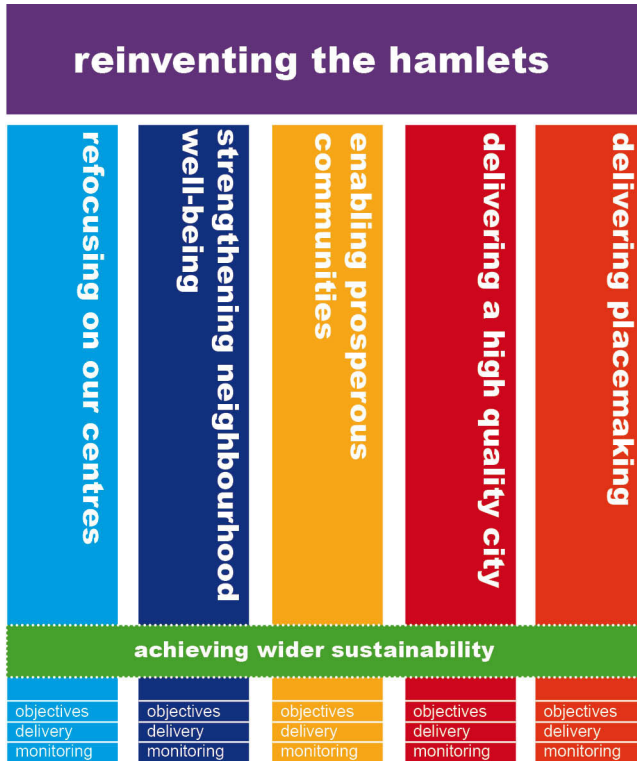 reinventing the hamlets
refocusing on our centres
strengthening neighbourhood
well-being
enabling prosperous
communities
delivering a high quality city
delivering placemaking
achieving wider sustainability
objectives
delivery
monitoring
objectives
delivery
monitoring
objectives
delivery
monitoring
objectives
delivery
monitoring
objectives
delivery
monitoring